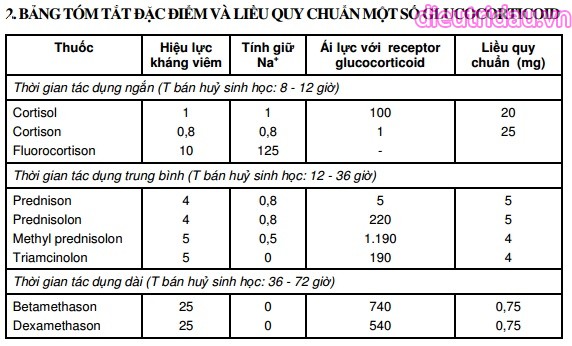 2. BẢNG TÓM TẮT ĐẶC ĐIỂM VÀ LIỀU QUY CHUẨN MỘT SỐ GLUCOCORTICOID
dieutridau.vn
Thuốc | Hiệu lực kháng viêm | Tính giữ Na+ | Ái lực với receptor glucocorticoid | Liều quy chuẩn (mg)
Thời gian tác dụng ngắn (T bán huỷ sinh học: 8 - 12 giờ)
Cortisol | 1 | 1 | 100 | 20
Cortison | 0,8 | 0,8 | 1 | 25
Fluorocortison | 10 | 125 | -
Thời gian tác dụng trung bình (T bán huỷ sinh học: 12 - 36 giờ)
Prednison | 4 | 0,8 | 5 | 5
Prednisolon | 4 | 0,8 | 220 | 5
Methyl prednisolon | 5 | 0,5 | 1.190 | 4
Triamcinolon | 5 | 0 | 190 | 4
Thời gian tác dụng dài (T bán huỷ sinh học: 36 - 72 giờ)
Betamethason | 25 | 0 | 740 | 0,75
Dexamethason | 25 | 0 | 540 | 0,75